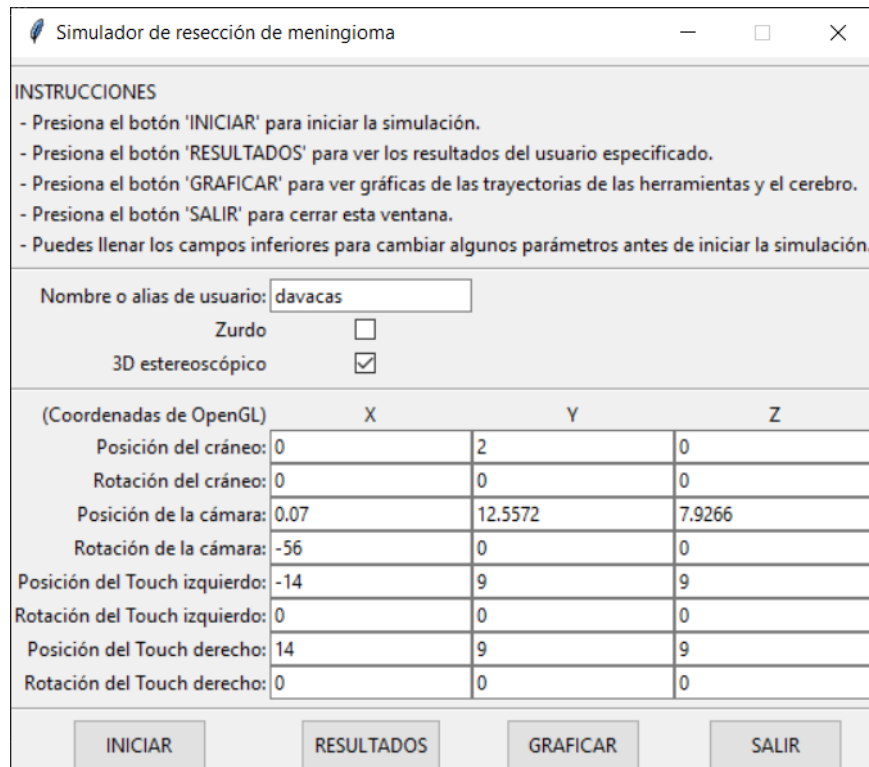 Simulador de resección de meningioma
INSTRUCCIONES
- Presiona el botón 'INICIAR' para iniciar la simulación.
- Presiona el botón 'RESULTADOS' para ver los resultados del usuario especificado.
- Presiona el botón 'GRAFICAR' para ver gráficas de las trayectorias de las herramientas y el cerebro.
- Presiona el botón 'SALIR' para cerrar esta ventana.
- Puedes llenar los campos inferiores para cambiar algunos parámetros antes de iniciar la simulación.
Nombre o alias de usuario: davacas
Zurdo
3D estereoscópico
(Coordenadas de OpenGL) X Y Z
Posición del cráneo: 0 2 0
Rotación del cráneo: 0 0 0
Posición de la cámara: 0.07 12.5572 7.9266
Rotación de la cámara: -56 0 0
Posición del Touch izquierdo: -14 9 9
Rotación del Touch izquierdo: 0 0 0
Posición del Touch derecho: 14 9 9
Rotación del Touch derecho: 0 0 0
INICIAR RESULTADOS GRAFICAR SALIR